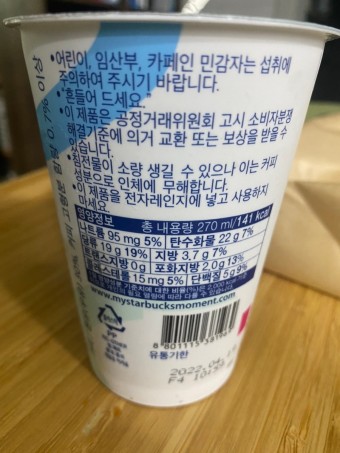 •어린이, 임산부, 카페인 민감자는 섭취에
주의하여 주시기 바랍니다.
•"흔들어 드세요."
•본 제품은 공정거래위원회 고시 소비자분쟁
해결기준에 의거 교환 또는 보상을 받을 수
있습니다.
•침전물이 소량 생길 수 있으나 이는 커피
성분으로 인체에 무해합니다.
•이 제품을 전자레인지에 넣고 사용하지
마세요.
영양정보 총 내용량 270 ml/141 kcal
나트륨 95 mg 5% 탄수화물 22 g 7%
당류 19 g 19% 지방 3.7 g 7%
트랜스지방 0g 포화지방 2.0g 13%
콜레스테롤 15 mg 5% 단백질 5g 9%
www.mystarbucksmoment.com
유통기한
2022.04
F4
0.7% 이상